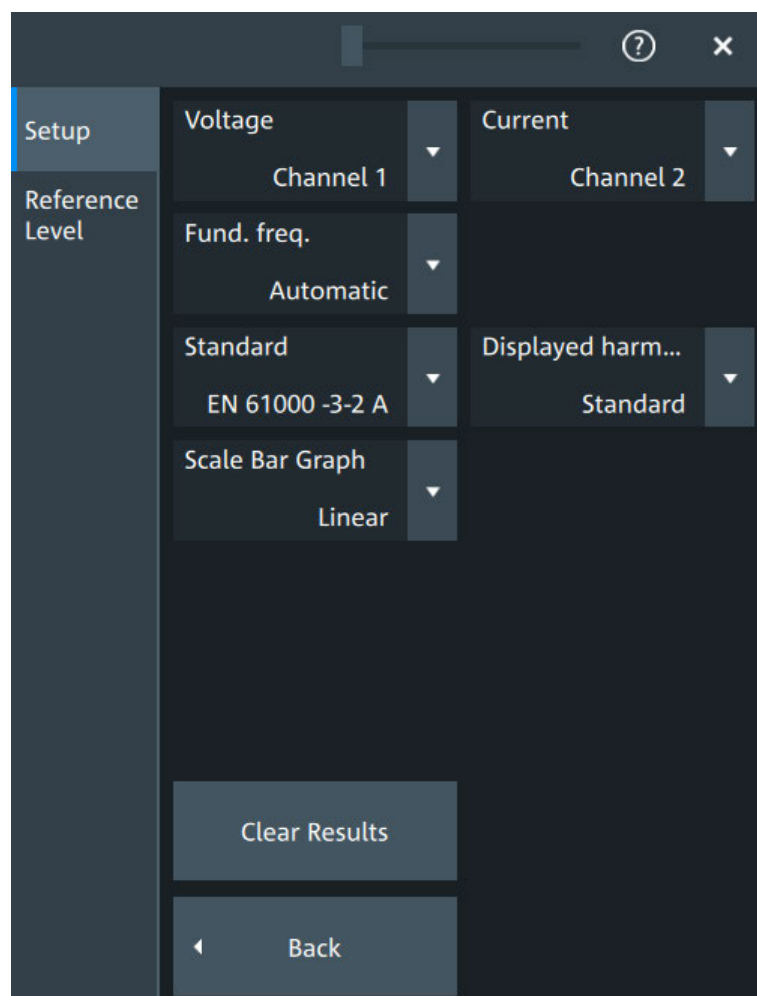 ?
Setup
Reference
Level
Voltage
Channel 1
Current
Channel 2
Fund. freq.
Automatic
Standard
EN 61000 -3-2 A
Displayed harm...
Standard
Scale Bar Graph
Linear
Clear Results
Back